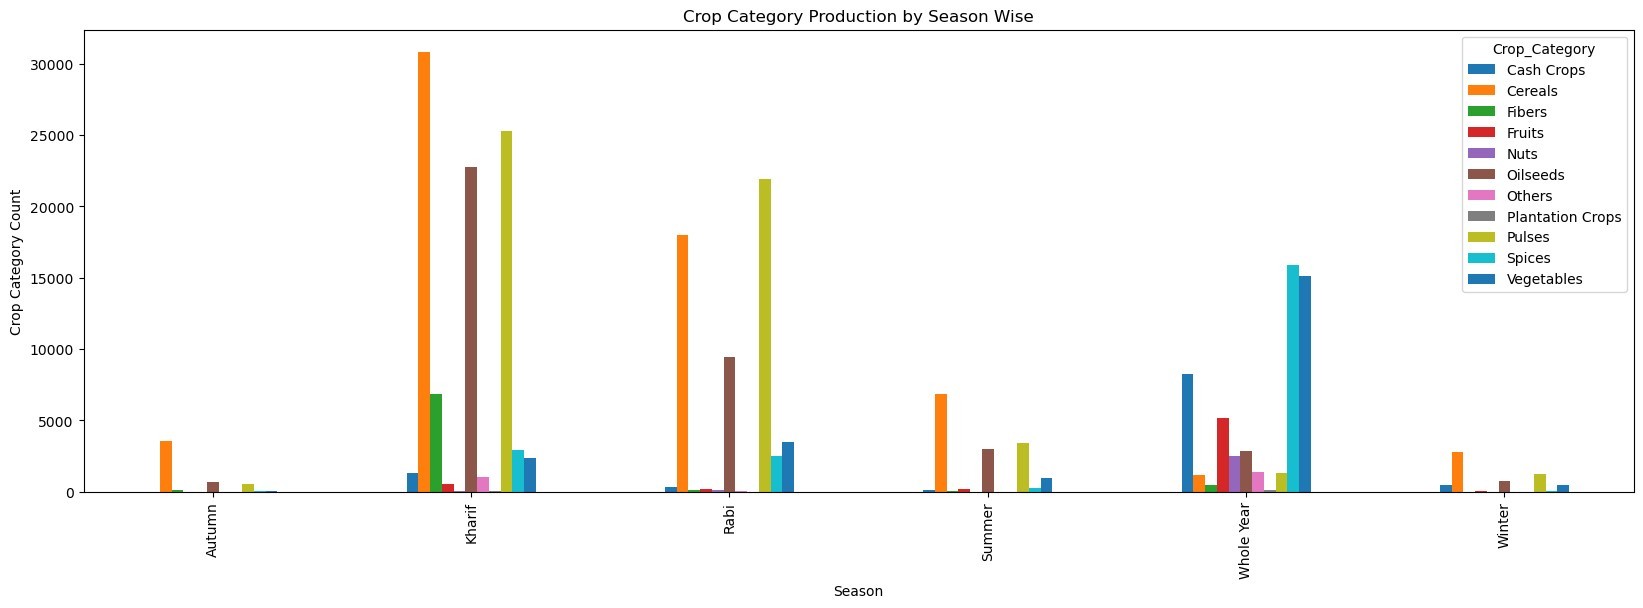 Crop Category Production by Season Wise
Crop Category Count
30000
25000
20000
15000
10000
5000
0
Crop_Category
Cash Crops
Cereals
Fibers
Fruits
Nuts
Oilseeds
Others
Plantation Crops
Pulses
Spices
Vegetables
Autumn
Kharif
Rabi
Summer
Whole Year
Winter
Season